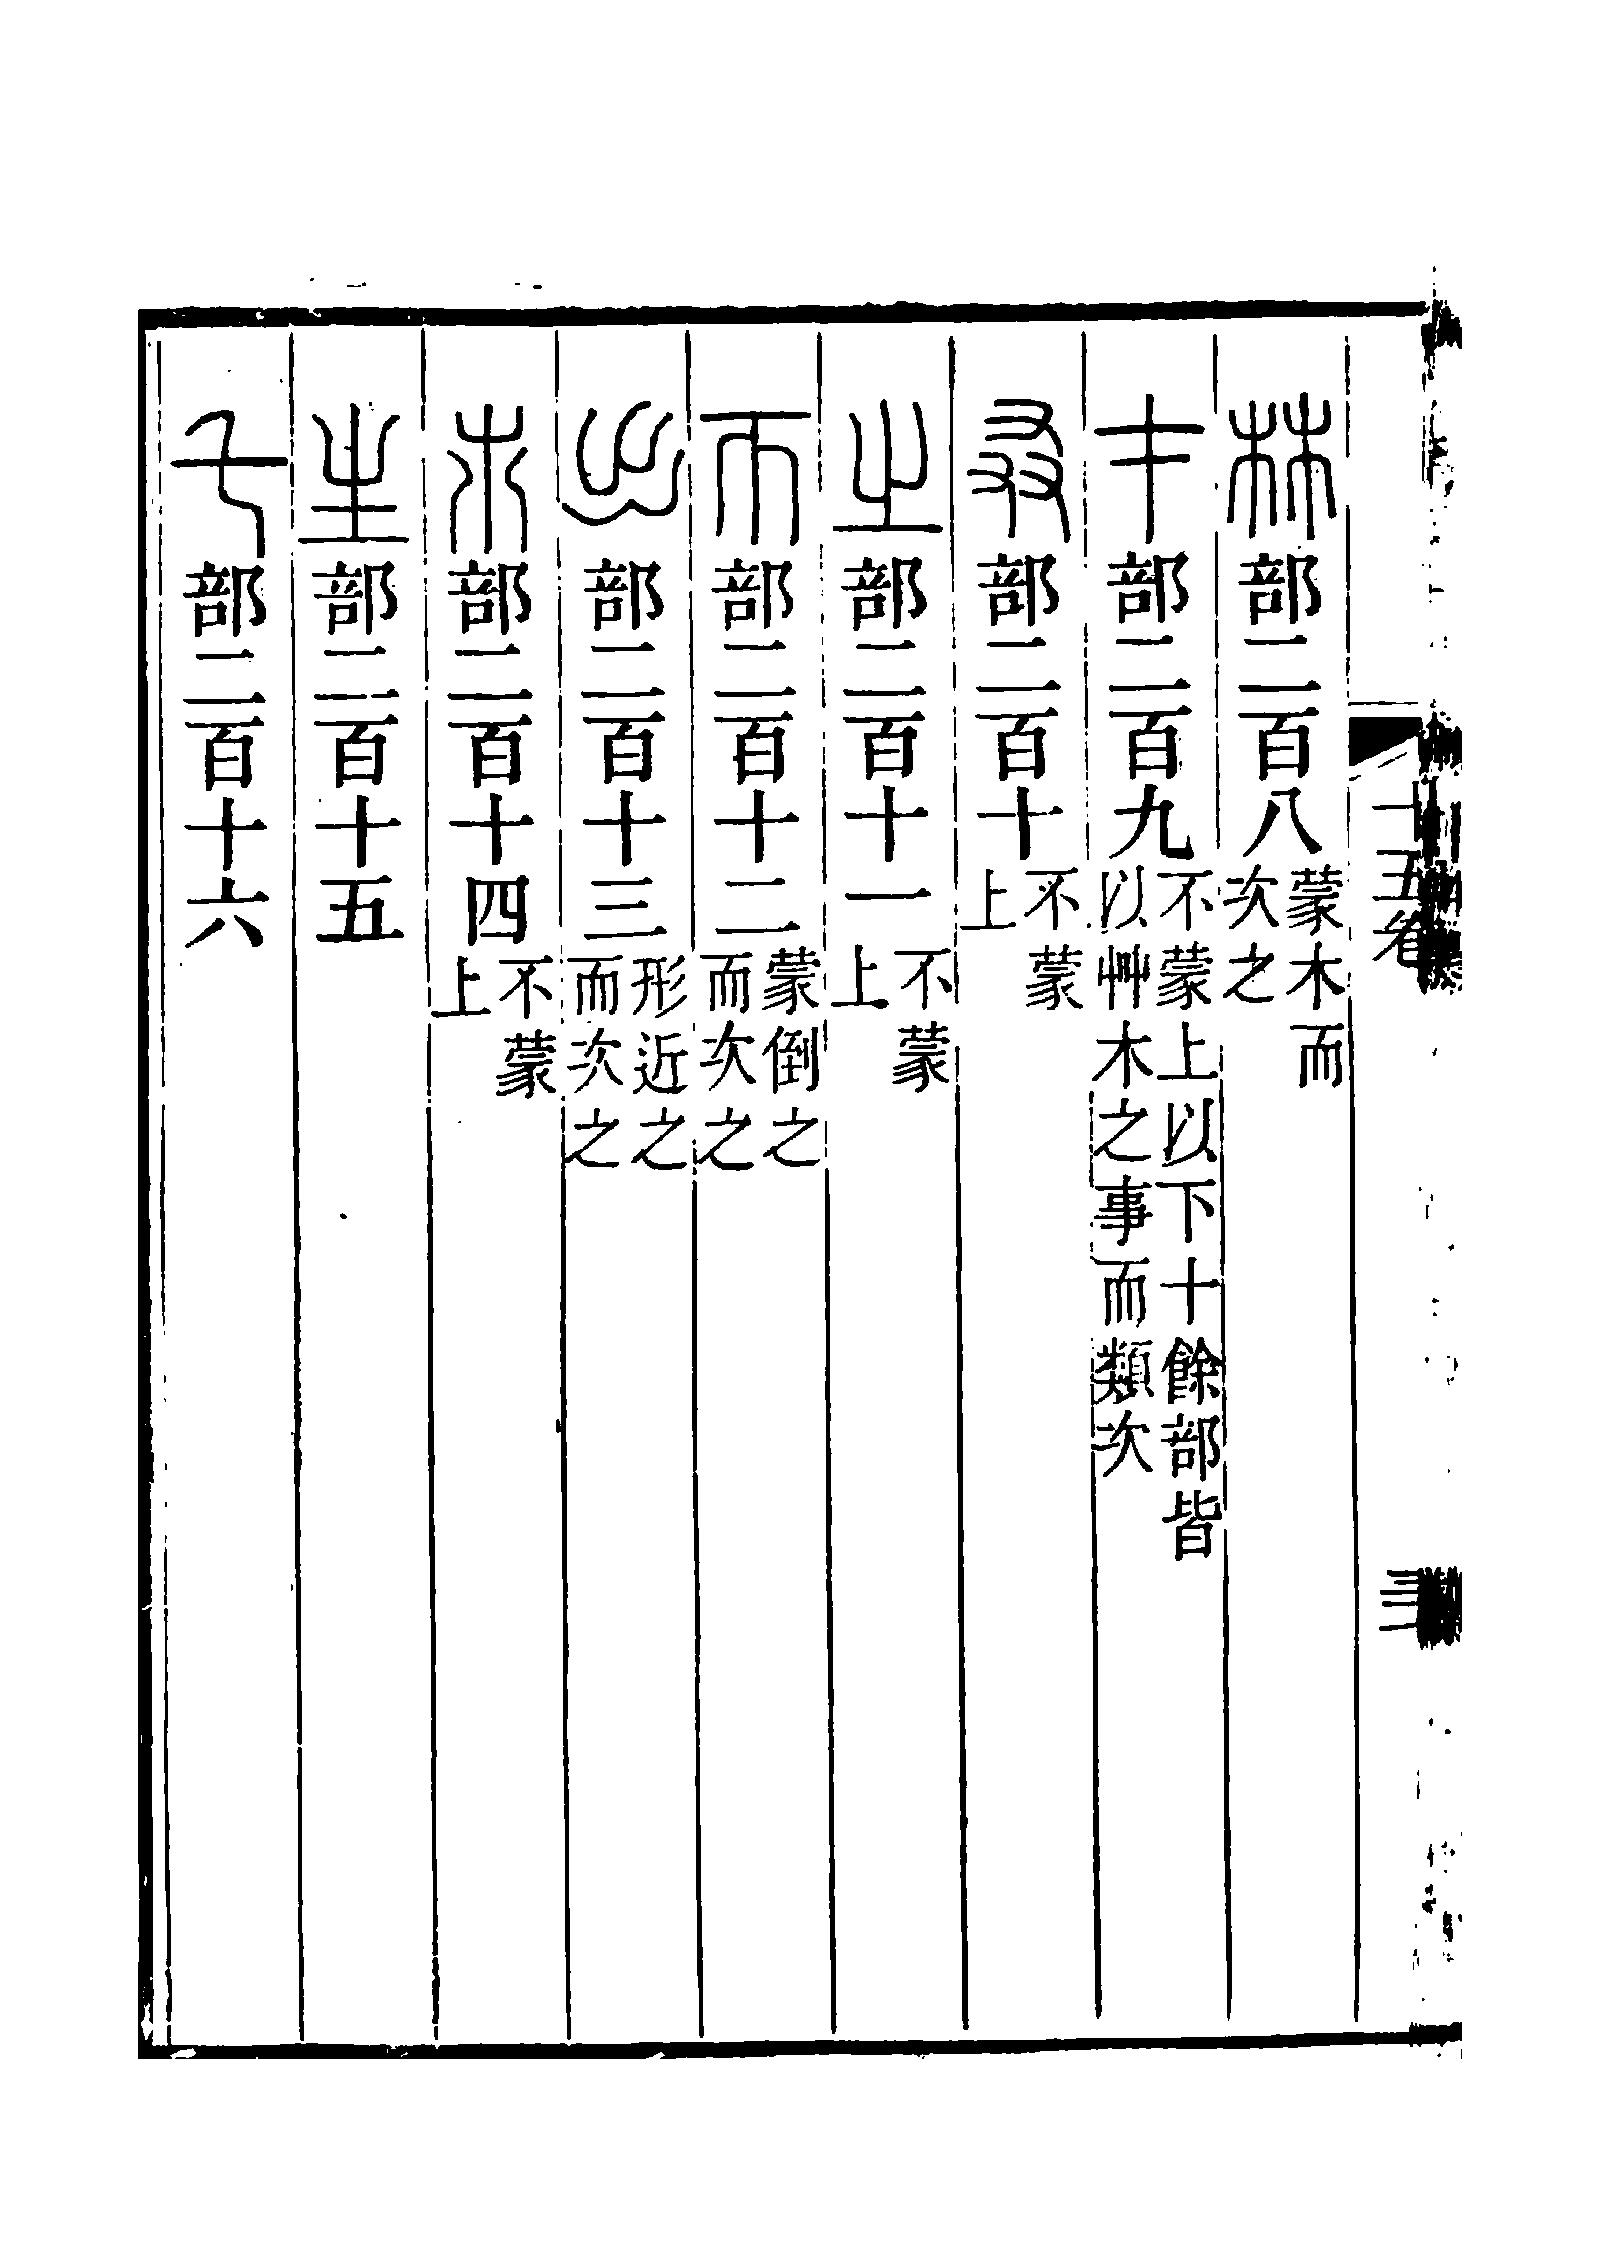 十五卷
林部二百八蒙木而次之
才部二百九不蒙上以下十餘部皆以艸木之事而類次
叒部二百十不蒙上
之部二百十一不蒙上
帀部二百十二蒙倒之而次之
出部二百十三形近之而次之
𣎵部二百十四不蒙上
生部二百十五
乇部二百十六